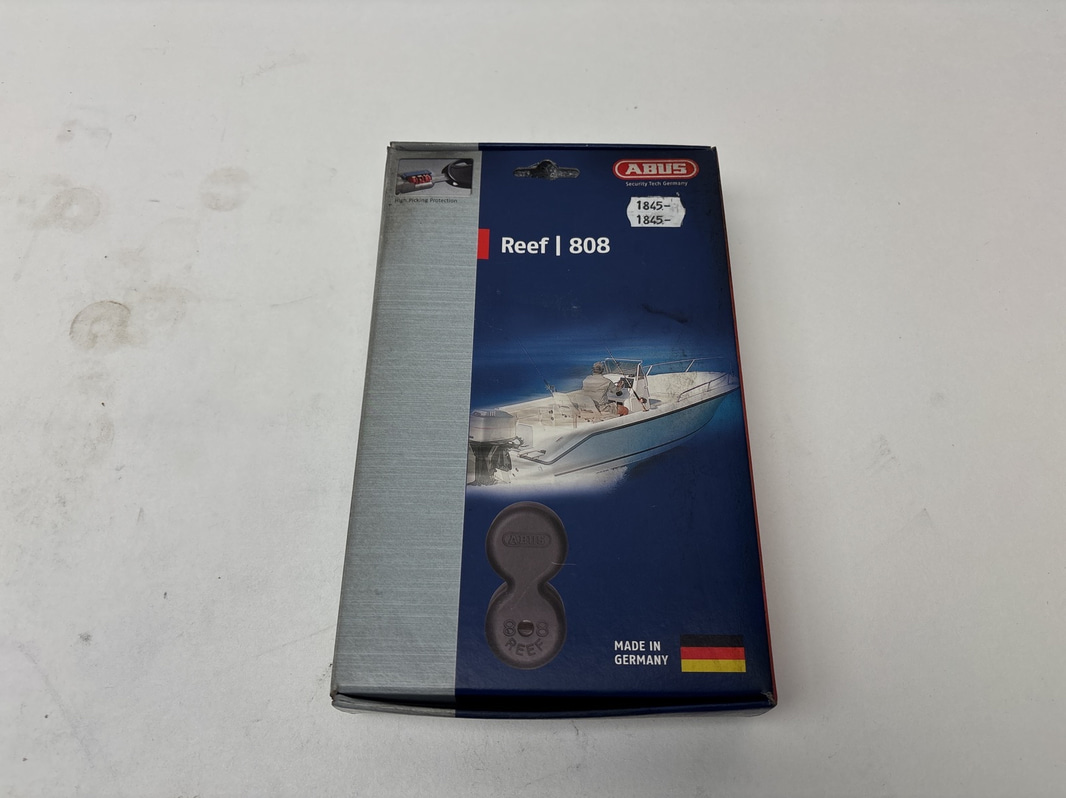 High Picking Protection
ABUS
Security Tech Germany
1845-
1845-
Reef | 808
ABUS
808
REEF
MADE IN
GERMANY